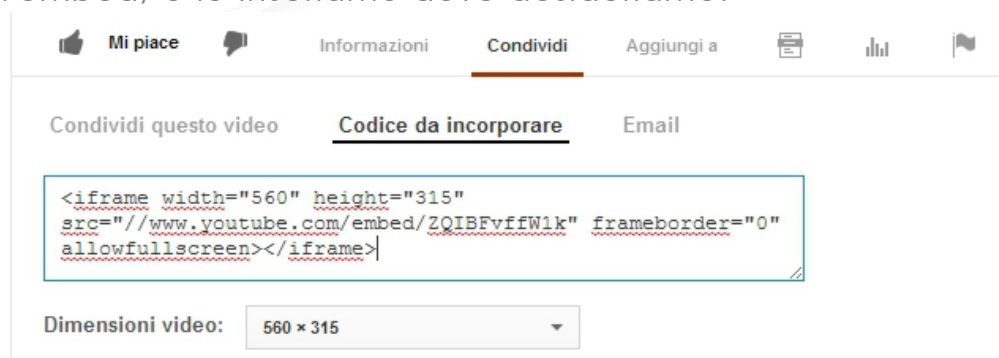 Mi piace Informazioni Condividi Aggiungi a
Condividi questo video Codice da incorporare Email
<iframe width="560" height="315"
src="//www.youtube.com/embed/ZQIBFvffW1k" frameborder="0"
allowfullscreen></iframe>
Dimensioni video: 560 × 315